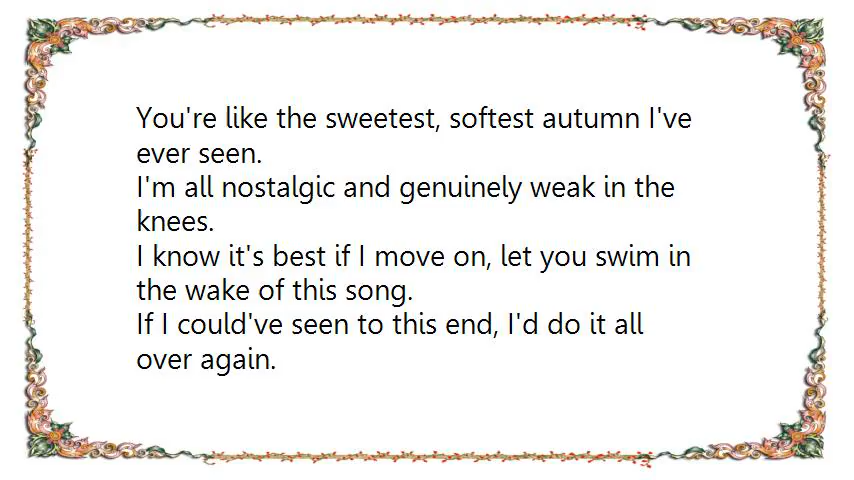 You're like the sweetest, softest autumn I've
ever seen.
I'm all nostalgic and genuinely weak in the
knees.
I know it's best if I move on, let you swim in
the wake of this song.
If I could've seen to this end, I'd do it all
over again.